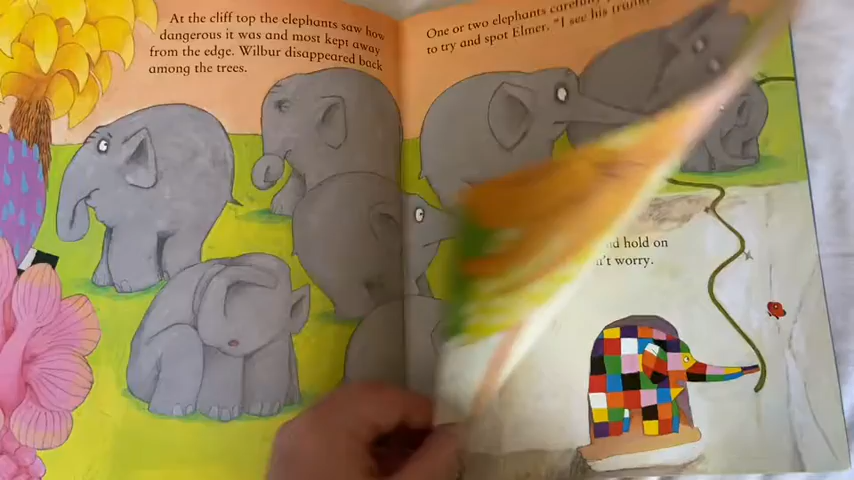 At the cliff top the elephants saw how
dangerous it was and most kept away
from the edge. Wilbur disappeared back
among the trees.
One or two elephants carefully
to try and spot Elmer. "I see his trunk
hold on
worry.